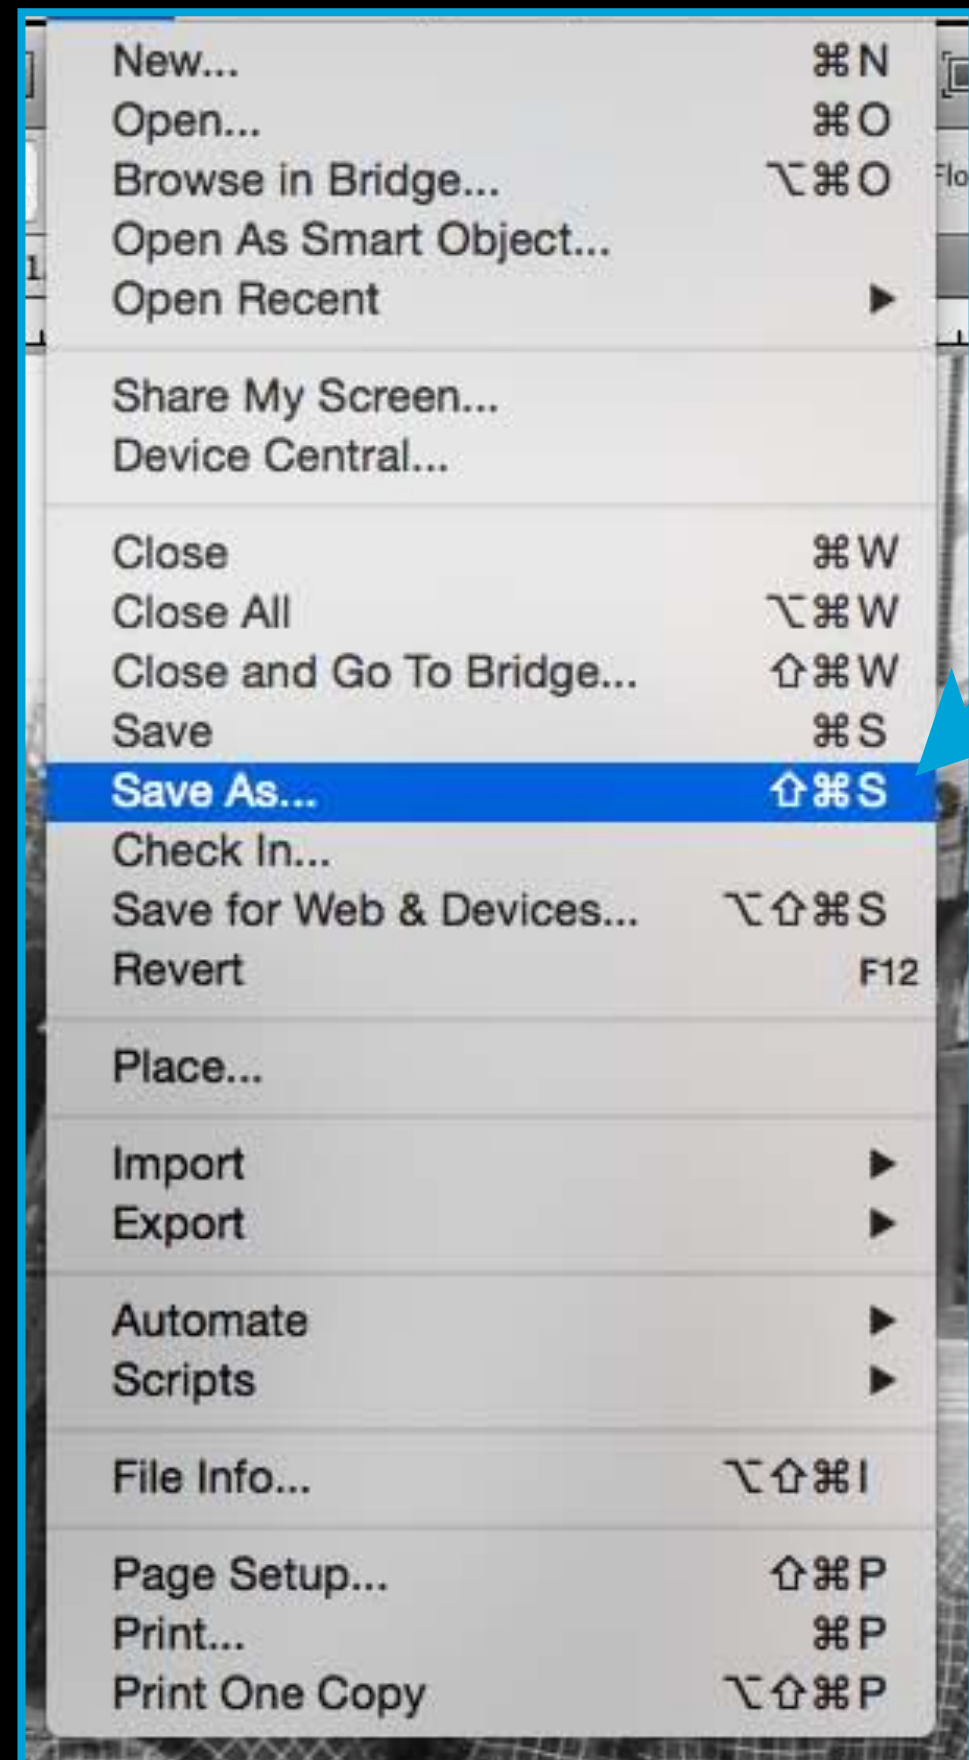 New... ⌘N
Open... ⌘O
Browse in Bridge... ⌥⌘O
Flo
Open As Smart Object...
1
Open Recent ▶
Share My Screen...
Device Central...
Close ⌘W
Close All ⌥⌘W
Close and Go To Bridge... ⇧⌘W
Save ⌘S
Save As... ⇧⌘S
Check In...
Save for Web & Devices... ⌥⇧⌘S
Revert F12
Place...
Import ▶
Export ▶
Automate ▶
Scripts ▶
File Info... ⌥⇧⌘I
Page Setup... ⇧⌘P
Print... ⌘P
Print One Copy ⌥⇧⌘P